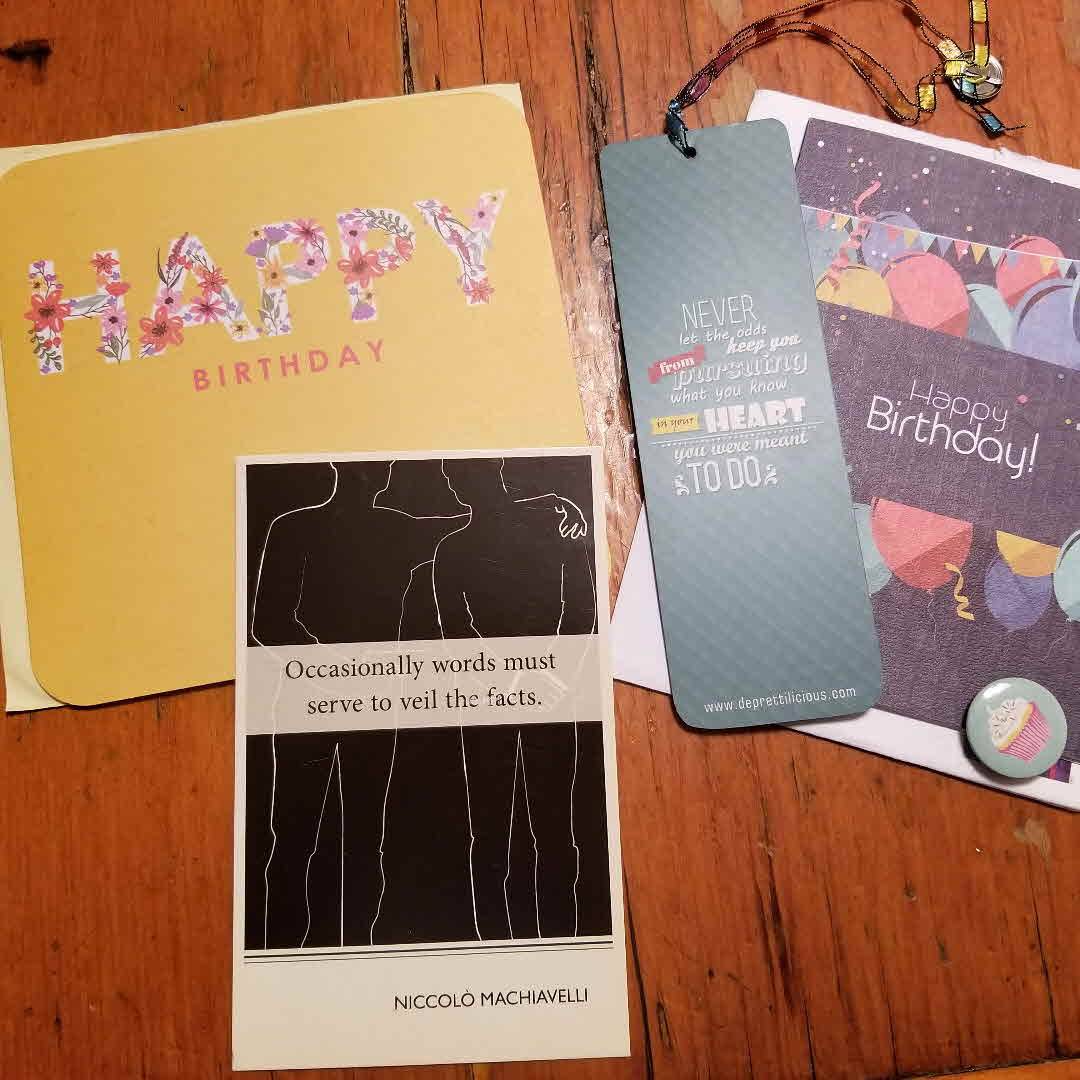 HAPPY
BIRTHDAY
Occasionally words must
serve to veil the facts.
NICCOLÒ MACHIAVELLI
NEVER
let the odds
keep you
from pursuing
what you know
in your HEART
you were meant
TO DO
www.deprettilicious.com
Happy
Birthday!